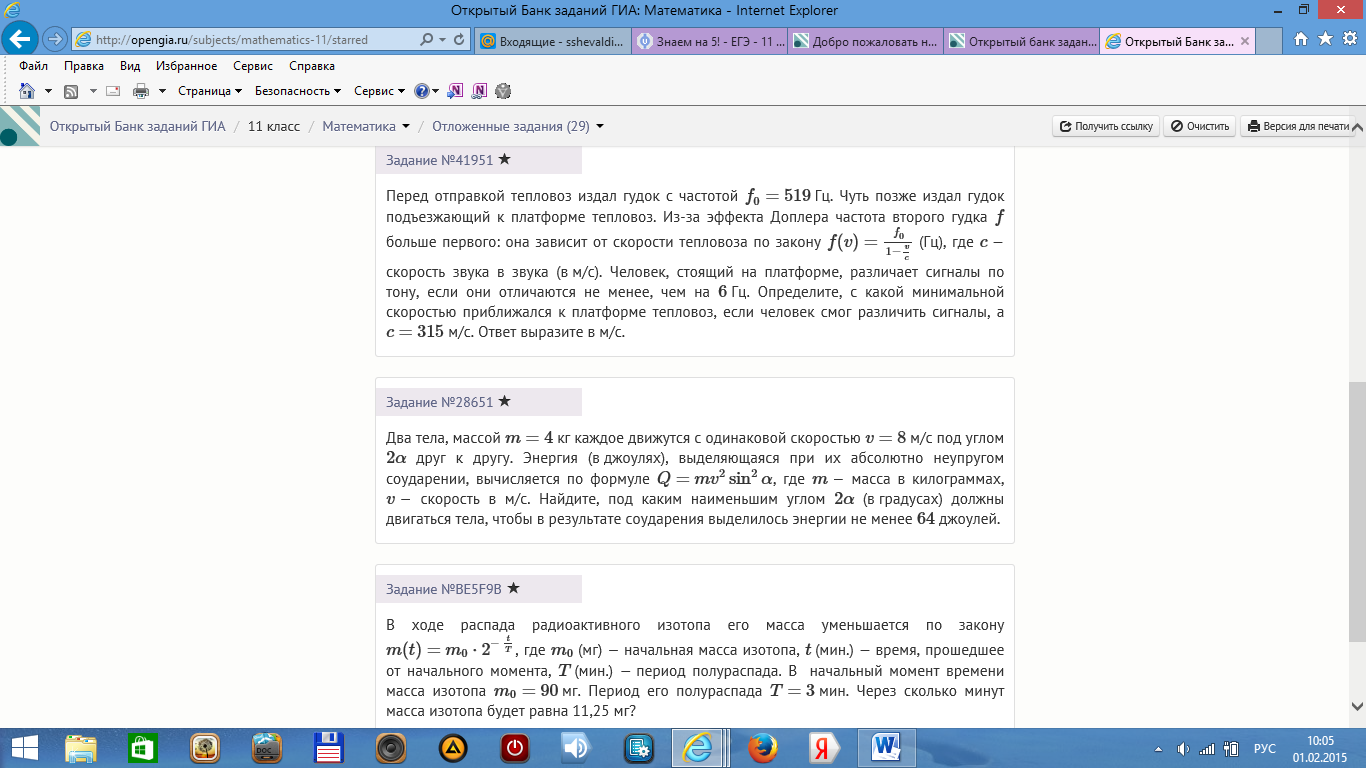 Открытый Банк заданий ГИА: Математика - Internet Explorer
http://opengia.ru/subjects/mathematics-11/starred
Входящие - sshevaldi...
Знаем на 5! - ЕГЭ - 11 ...
Добро пожаловать н...
Открытый банк задан...
Открытый Банк за...
Файл Правка Вид Избранное Сервис Справка
Страница Безопасность Сервис
Открытый Банк заданий ГИА / 11 класс / Математика / Отложенные задания (29)
Получить ссылку Очистить Версия для печати
Задание №41951 ★
Перед отправкой тепловоз издал гудок с частотой f₀ = 519 Гц. Чуть позже издал гудок
подъезжающий к платформе тепловоз. Из-за эффекта Доплера частота второго гудка f
больше первого: она зависит от скорости тепловоза по закону f(v) = f₀/(1−v/c) (Гц), где c –
скорость звука в звука (в м/с). Человек, стоящий на платформе, различает сигналы по
тону, если они отличаются не менее, чем на 6 Гц. Определите, с какой минимальной
скоростью приближался к платформе тепловоз, если человек смог различить сигналы, а
c = 315 м/с. Ответ выразите в м/с.
Задание №28651 ★
Два тела, массой m = 4 кг каждое движутся с одинаковой скоростью v = 8 м/с под углом
2α друг к другу. Энергия (в джоулях), выделяющаяся при их абсолютно неупругом
соударении, вычисляется по формуле Q = mv² sin² α, где m – масса в килограммах,
v – скорость в м/с. Найдите, под каким наименьшим углом 2α (в градусах) должны
двигаться тела, чтобы в результате соударения выделилось энергии не менее 64 джоулей.
Задание №BE5F9B ★
В ходе распада радиоактивного изотопа его масса уменьшается по закону
m(t) = m₀ · 2^(−t/T), где m₀ (мг) – начальная масса изотопа, t (мин.) – время, прошедшее
от начального момента, T (мин.) – период полураспада. В начальный момент времени
масса изотопа m₀ = 90 мг. Период его полураспада T = 3 мин. Через сколько минут
масса изотопа будет равна 11,25 мг?
РУС
10:05
01.02.2015